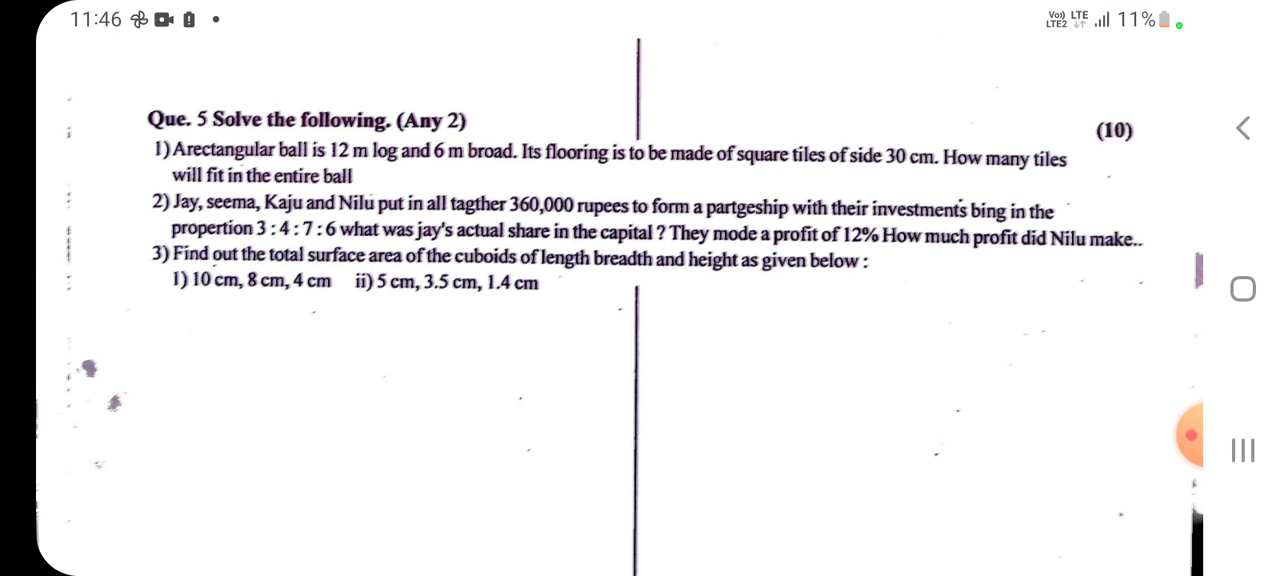 11:46
Vo)) LTE
LTE2
11%
Que. 5 Solve the following. (Any 2)
(10)
1) Arectangular ball is 12 m log and 6 m broad. Its flooring is to be made of square tiles of side 30 cm. How many tiles
will fit in the entire ball
2) Jay, seema, Kaju and Nilu put in all tagther 360,000 rupees to form a partgeship with their investments bing in the
propertion 3 : 4 : 7 : 6 what was jay's actual share in the capital ? They mode a profit of 12% How much profit did Nilu make..
3) Find out the total surface area of the cuboids of length breadth and height as given below :
1) 10 cm, 8 cm, 4 cm ii) 5 cm, 3.5 cm, 1.4 cm